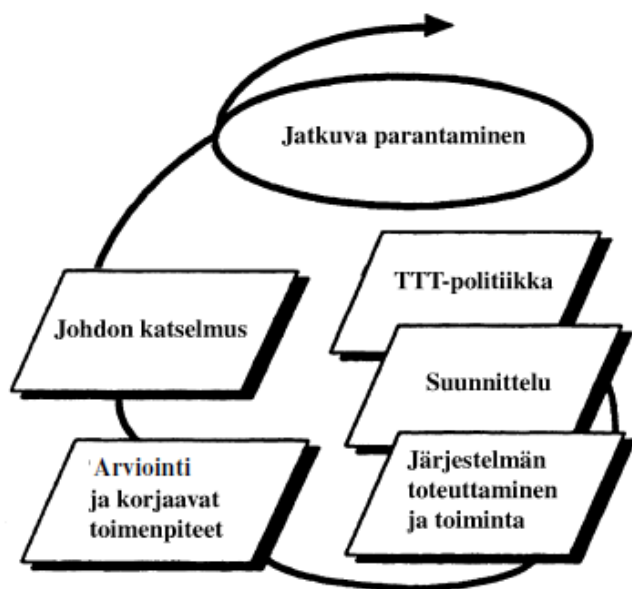 Jatkuva parantaminen
TTT-politiikka
Johdon katselmus
Suunnittelu
Arviointi
ja korjaavat
toimenpiteet
Järjestelmän
toteuttaminen
ja toiminta